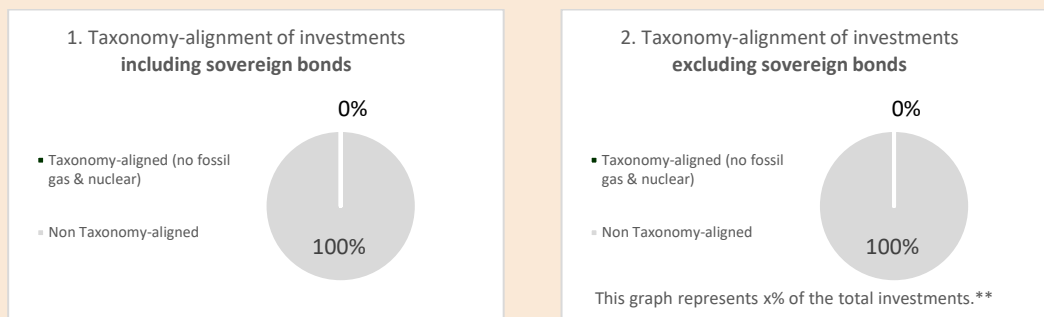 1. Taxonomy-alignment of investments
including sovereign bonds
0%
Taxonomy-aligned (no fossil
gas & nuclear)
Non Taxonomy-aligned
100%
2. Taxonomy-alignment of investments
excluding sovereign bonds
0%
Taxonomy-aligned (no fossil
gas & nuclear)
Non Taxonomy-aligned
100%
This graph represents x% of the total investments.**